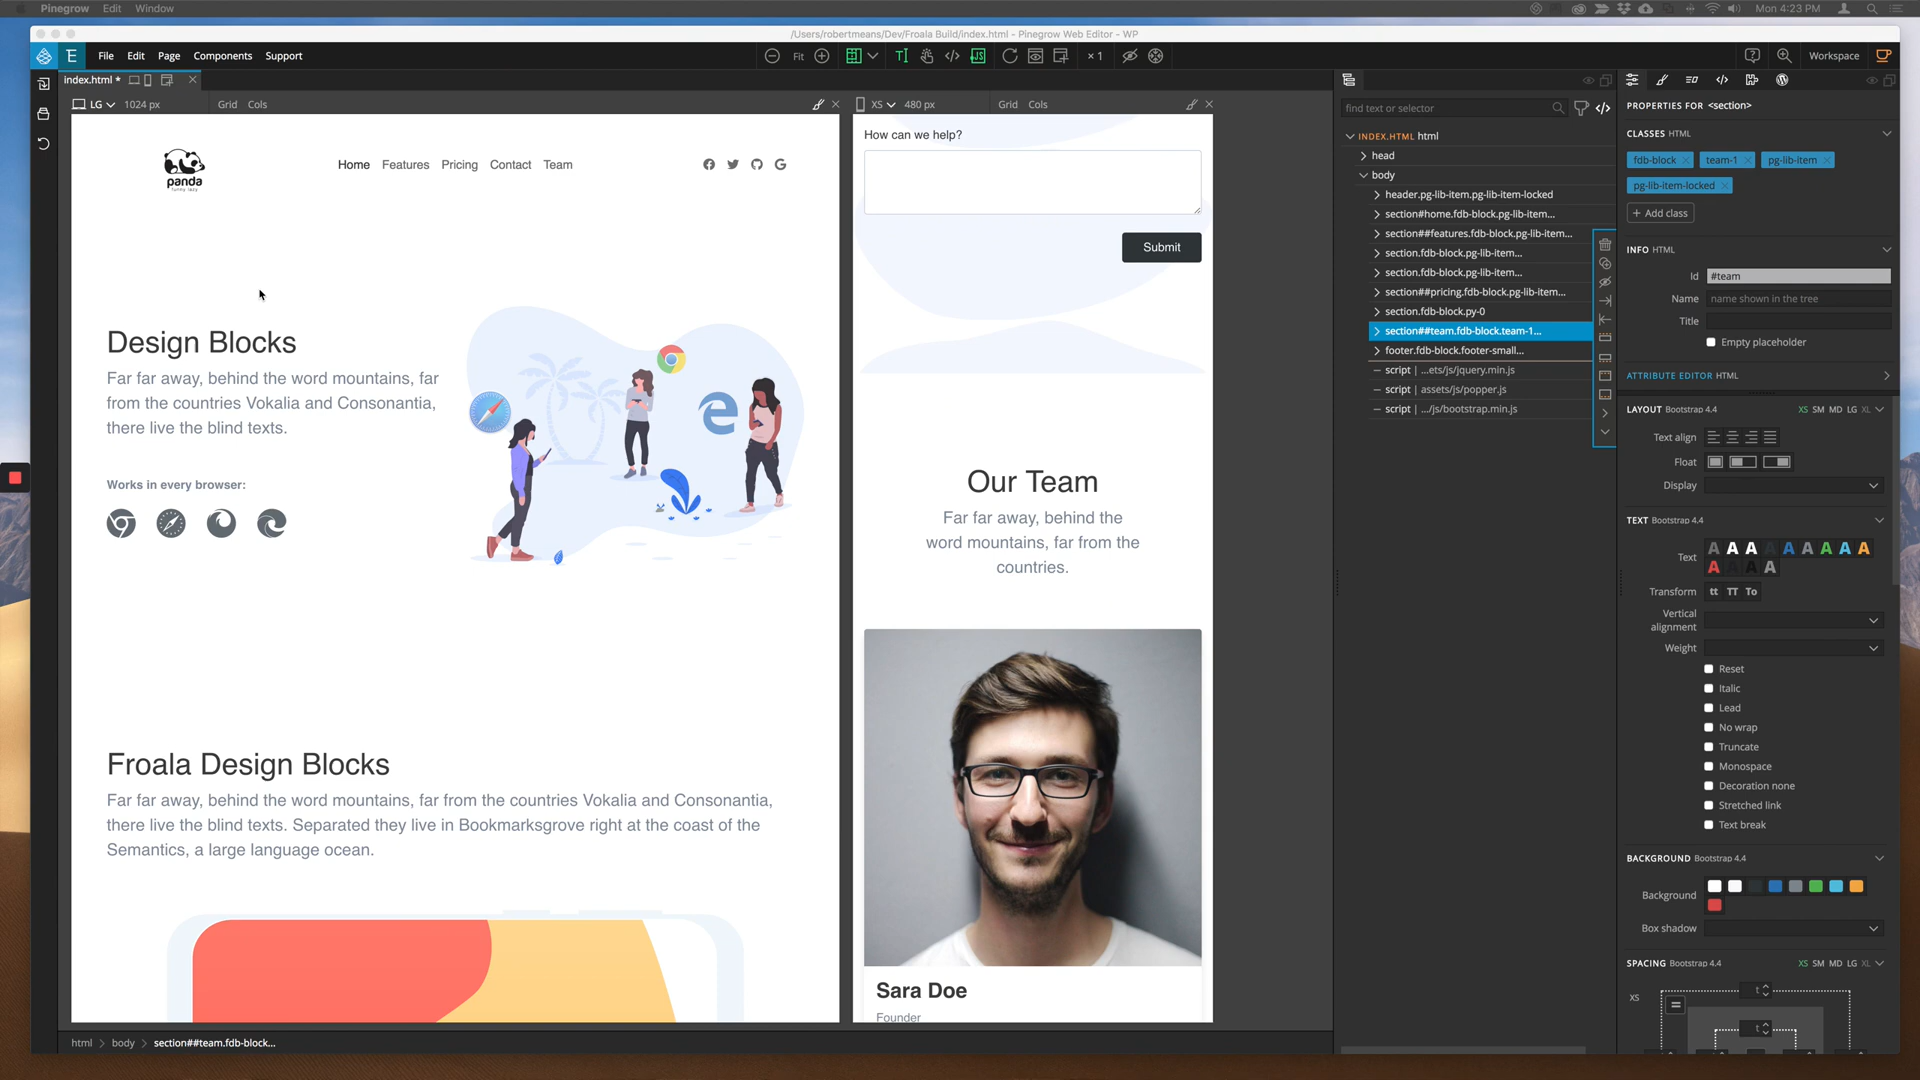 Pinegrow Edit Window
Mon 4:23 PM
/Users/robertmeans/Dev/Froala Build/index.html - Pinegrow Web Editor - WP
File Edit Page Components Support
Fit
× 1
Workspace
index.html *
LG 1024 px Grid Cols
XS 480 px Grid Cols
panda
funny lazy
Home Features Pricing Contact Team
Design Blocks
Far far away, behind the word mountains, far
from the countries Vokalia and Consonantia,
there live the blind texts.
Works in every browser:
Froala Design Blocks
Far far away, behind the word mountains, far from the countries Vokalia and Consonantia,
there live the blind texts. Separated they live in Bookmarksgrove right at the coast of the
Semantics, a large language ocean.
How can we help?
Submit
Our Team
Far far away, behind the
word mountains, far from the
countries.
Sara Doe
Founder
find text or selector
INDEX.HTML html
head
body
header.pg-lib-item.pg-lib-item-locked
section#home.fdb-block.pg-lib-item...
section##features.fdb-block.pg-lib-item...
section.fdb-block.pg-lib-item...
section.fdb-block.pg-lib-item...
section##pricing.fdb-block.pg-lib-item...
section.fdb-block.py-0
section##team.fdb-block.team-1...
footer.fdb-block.footer-small...
script | ...ets/js/jquery.min.js
script | assets/js/popper.js
script | .../js/bootstrap.min.js
PROPERTIES FOR <section>
CLASSES HTML
fdb-block team-1 pg-lib-item
pg-lib-item-locked
+ Add class
INFO HTML
Id #team
Name name shown in the tree
Title
Empty placeholder
ATTRIBUTE EDITOR HTML
LAYOUT Bootstrap 4.4 XS SM MD LG XL
Text align
Float
Display
TEXT Bootstrap 4.4
Text A A A A A A A A A
A A A
Transform tt TT To
Vertical
alignment
Weight
Reset
Italic
Lead
No wrap
Truncate
Monospace
Decoration none
Stretched link
Text break
BACKGROUND Bootstrap 4.4
Background
Box shadow
SPACING Bootstrap 4.4 XS SM MD LG XL
XS
t
t
html > body > section##team.fdb-block...